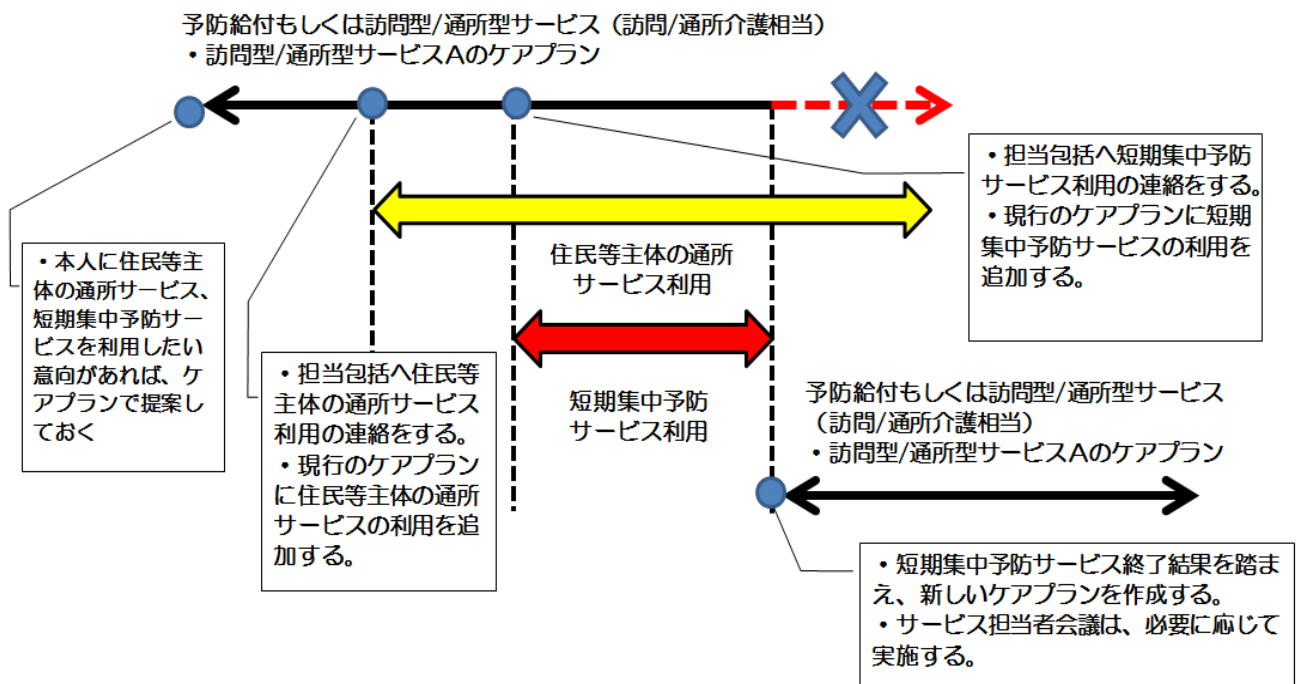 予防給付もしくは訪問型/通所型サービス（訪問/通所介護相当）
・訪問型/通所型サービスAのケアプラン
・担当包括へ短期集中予防
サービス利用の連絡をする。
・現行のケアプランに短期
集中予防サービスの利用を
追加する。
住民等主体の通所
サービス利用
・本人に住民等主
体の通所サービス、
短期集中予防サー
ビスを利用したい
意向があれば、ケ
アプランで提案し
ておく
・担当包括へ住民等
主体の通所サービス
利用の連絡をする。
・現行のケアプラン
に住民等主体の通所
サービスの利用を追
加する。
短期集中予防
サービス利用
予防給付もしくは訪問型/通所型サービス
（訪問/通所介護相当）
・訪問型/通所型サービスAのケアプラン
・短期集中予防サービス終了結果を踏ま
え、新しいケアプランを作成する。
・サービス担当者会議は、必要に応じて
実施する。